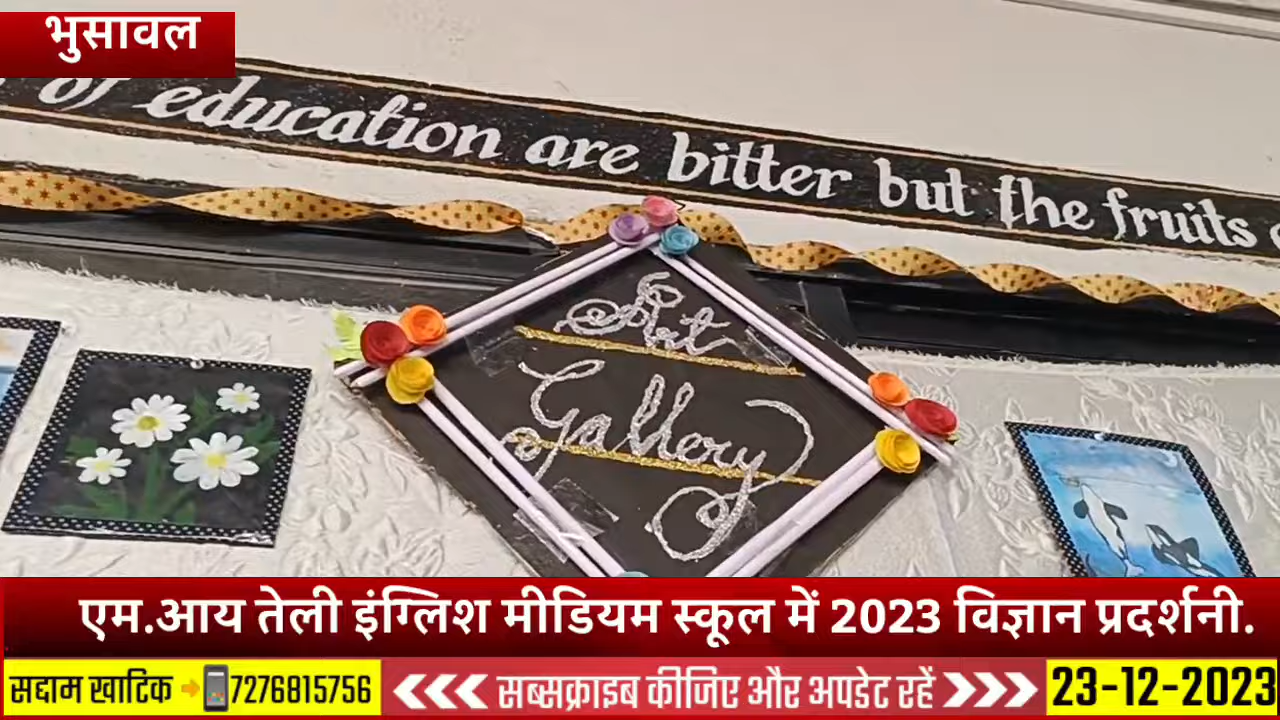 भुसावल
of education are bitter but the fruits
Art
Gallery
एम.आय तेली इंग्लिश मीडियम स्कूल में 2023 विज्ञान प्रदर्शनी.
सद्दाम खाटिक 7276815756 सब्सक्राइब कीजिए और अपडेट रहें 23-12-2023